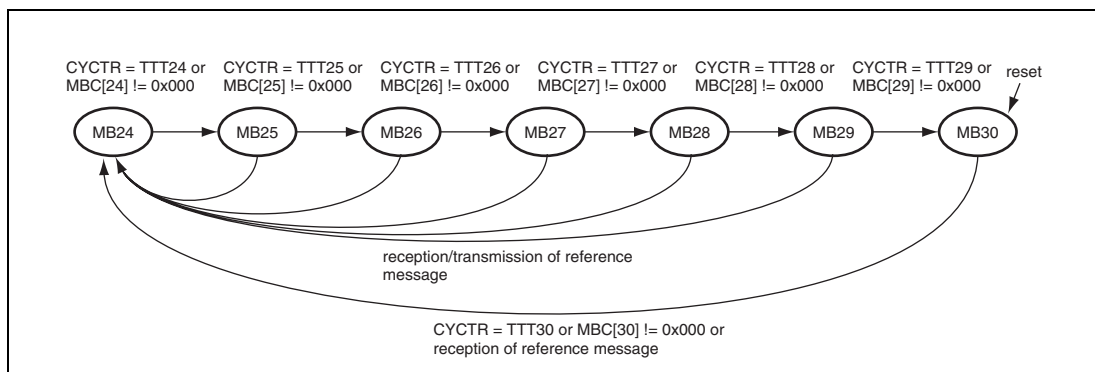 CYCTR = TTT24 or
MBC[24] != 0x000
CYCTR = TTT25 or
MBC[25] != 0x000
CYCTR = TTT26 or
MBC[26] != 0x000
CYCTR = TTT27 or
MBC[27] != 0x000
CYCTR = TTT28 or
MBC[28] != 0x000
CYCTR = TTT29 or
MBC[29] != 0x000
reset
MB24
MB25
MB26
MB27
MB28
MB29
MB30
reception/transmission of reference
message
CYCTR = TTT30 or MBC[30] != 0x000 or
reception of reference message